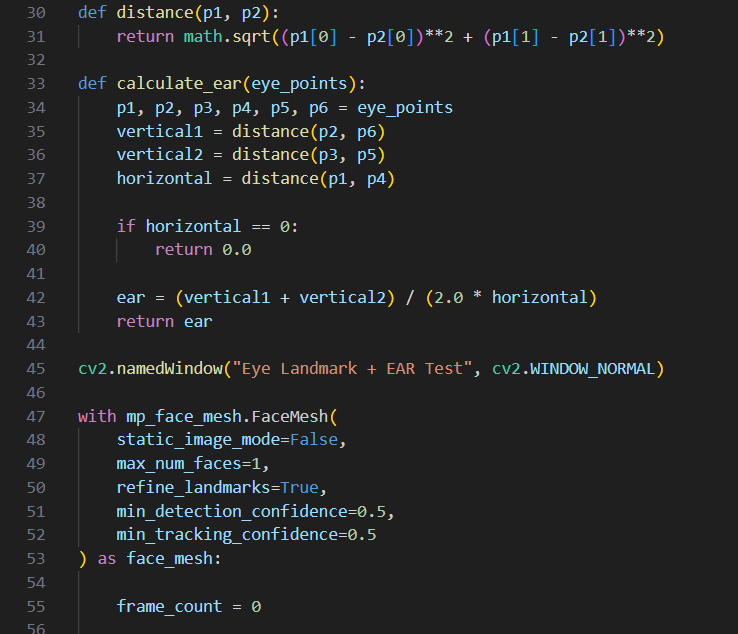 30 def distance(p1, p2):
31     return math.sqrt((p1[0] - p2[0])**2 + (p1[1] - p2[1])**2)
32
33 def calculate_ear(eye_points):
34     p1, p2, p3, p4, p5, p6 = eye_points
35     vertical1 = distance(p2, p6)
36     vertical2 = distance(p3, p5)
37     horizontal = distance(p1, p4)
38
39     if horizontal == 0:
40         return 0.0
41
42     ear = (vertical1 + vertical2) / (2.0 * horizontal)
43     return ear
44
45 cv2.namedWindow("Eye Landmark + EAR Test", cv2.WINDOW_NORMAL)
46
47 with mp_face_mesh.FaceMesh(
48     static_image_mode=False,
49     max_num_faces=1,
50     refine_landmarks=True,
51     min_detection_confidence=0.5,
52     min_tracking_confidence=0.5
53 ) as face_mesh:
54
55     frame_count = 0
56